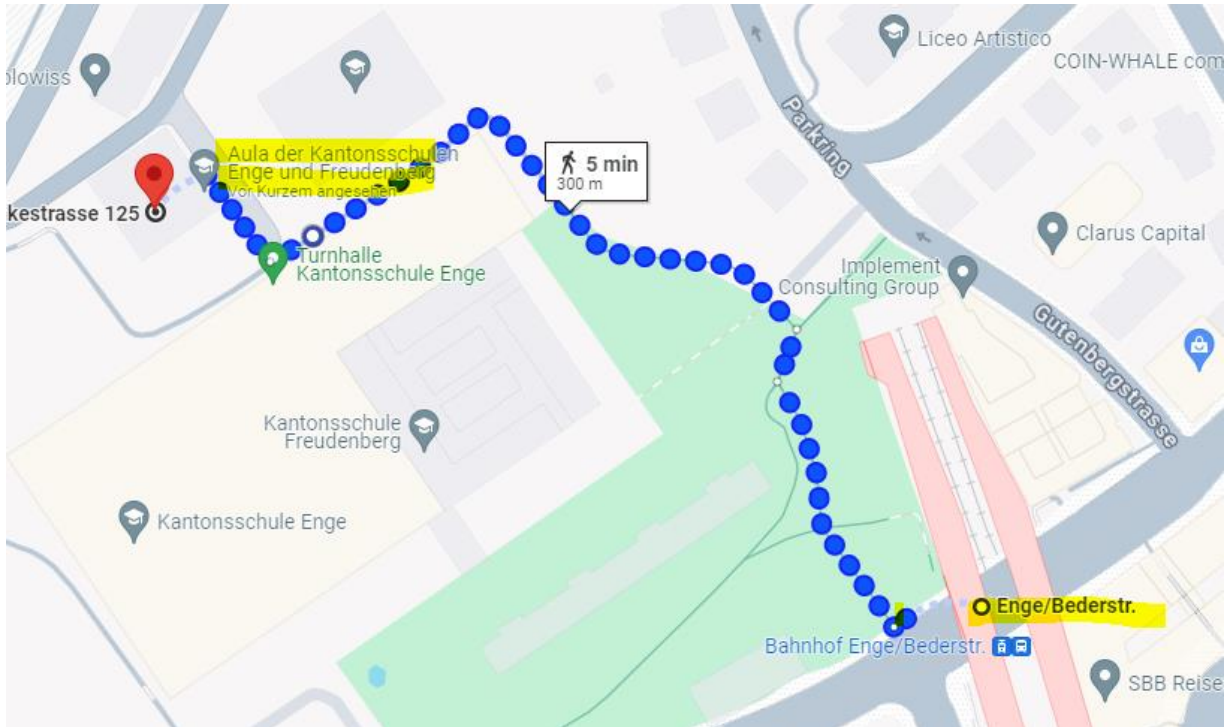 Liceo Artistico
COIN-WHALE com
olowiss
Parkring
Aula der Kantonsschulen
Enge und Freudenberg
Vor Kurzem angesehen
5 min
300 m
kestrasse 125
Clarus Capital
Turnhalle
Kantonsschule Enge
Implement
Consulting Group
Gutenbergstrasse
Kantonsschule
Freudenberg
Kantonsschule Enge
Enge/Bederstr.
Bahnhof Enge/Bederstr.
SBB Reise